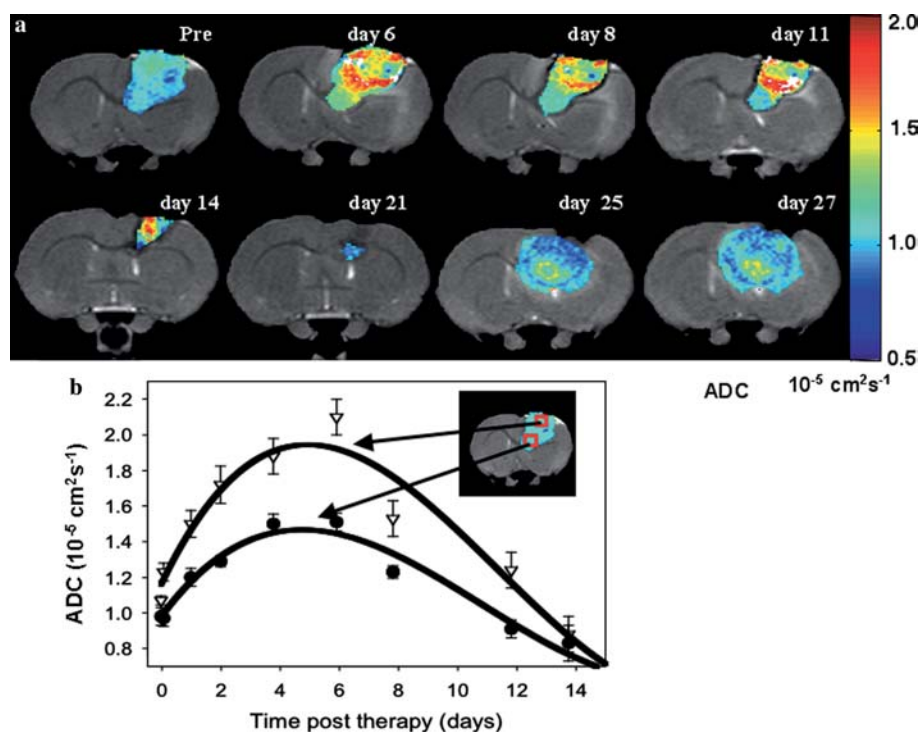 a
Pre
day 6
day 8
day 11
2.0
1.5
1.0
0.5
day 14
day 21
day 25
day 27
ADC 10⁻⁵ cm²s⁻¹
b
ADC (10⁻⁵ cm²s⁻¹)
2.2
2.0
1.8
1.6
1.4
1.2
1.0
0.8
0 2 4 6 8 10 12 14
Time post therapy (days)